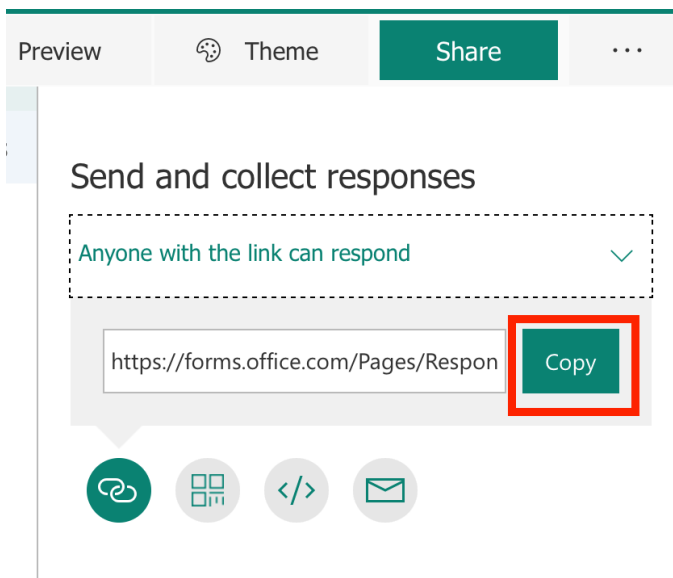 Preview Theme Share ...
Send and collect responses
Anyone with the link can respond
https://forms.office.com/Pages/Respon Copy
</>